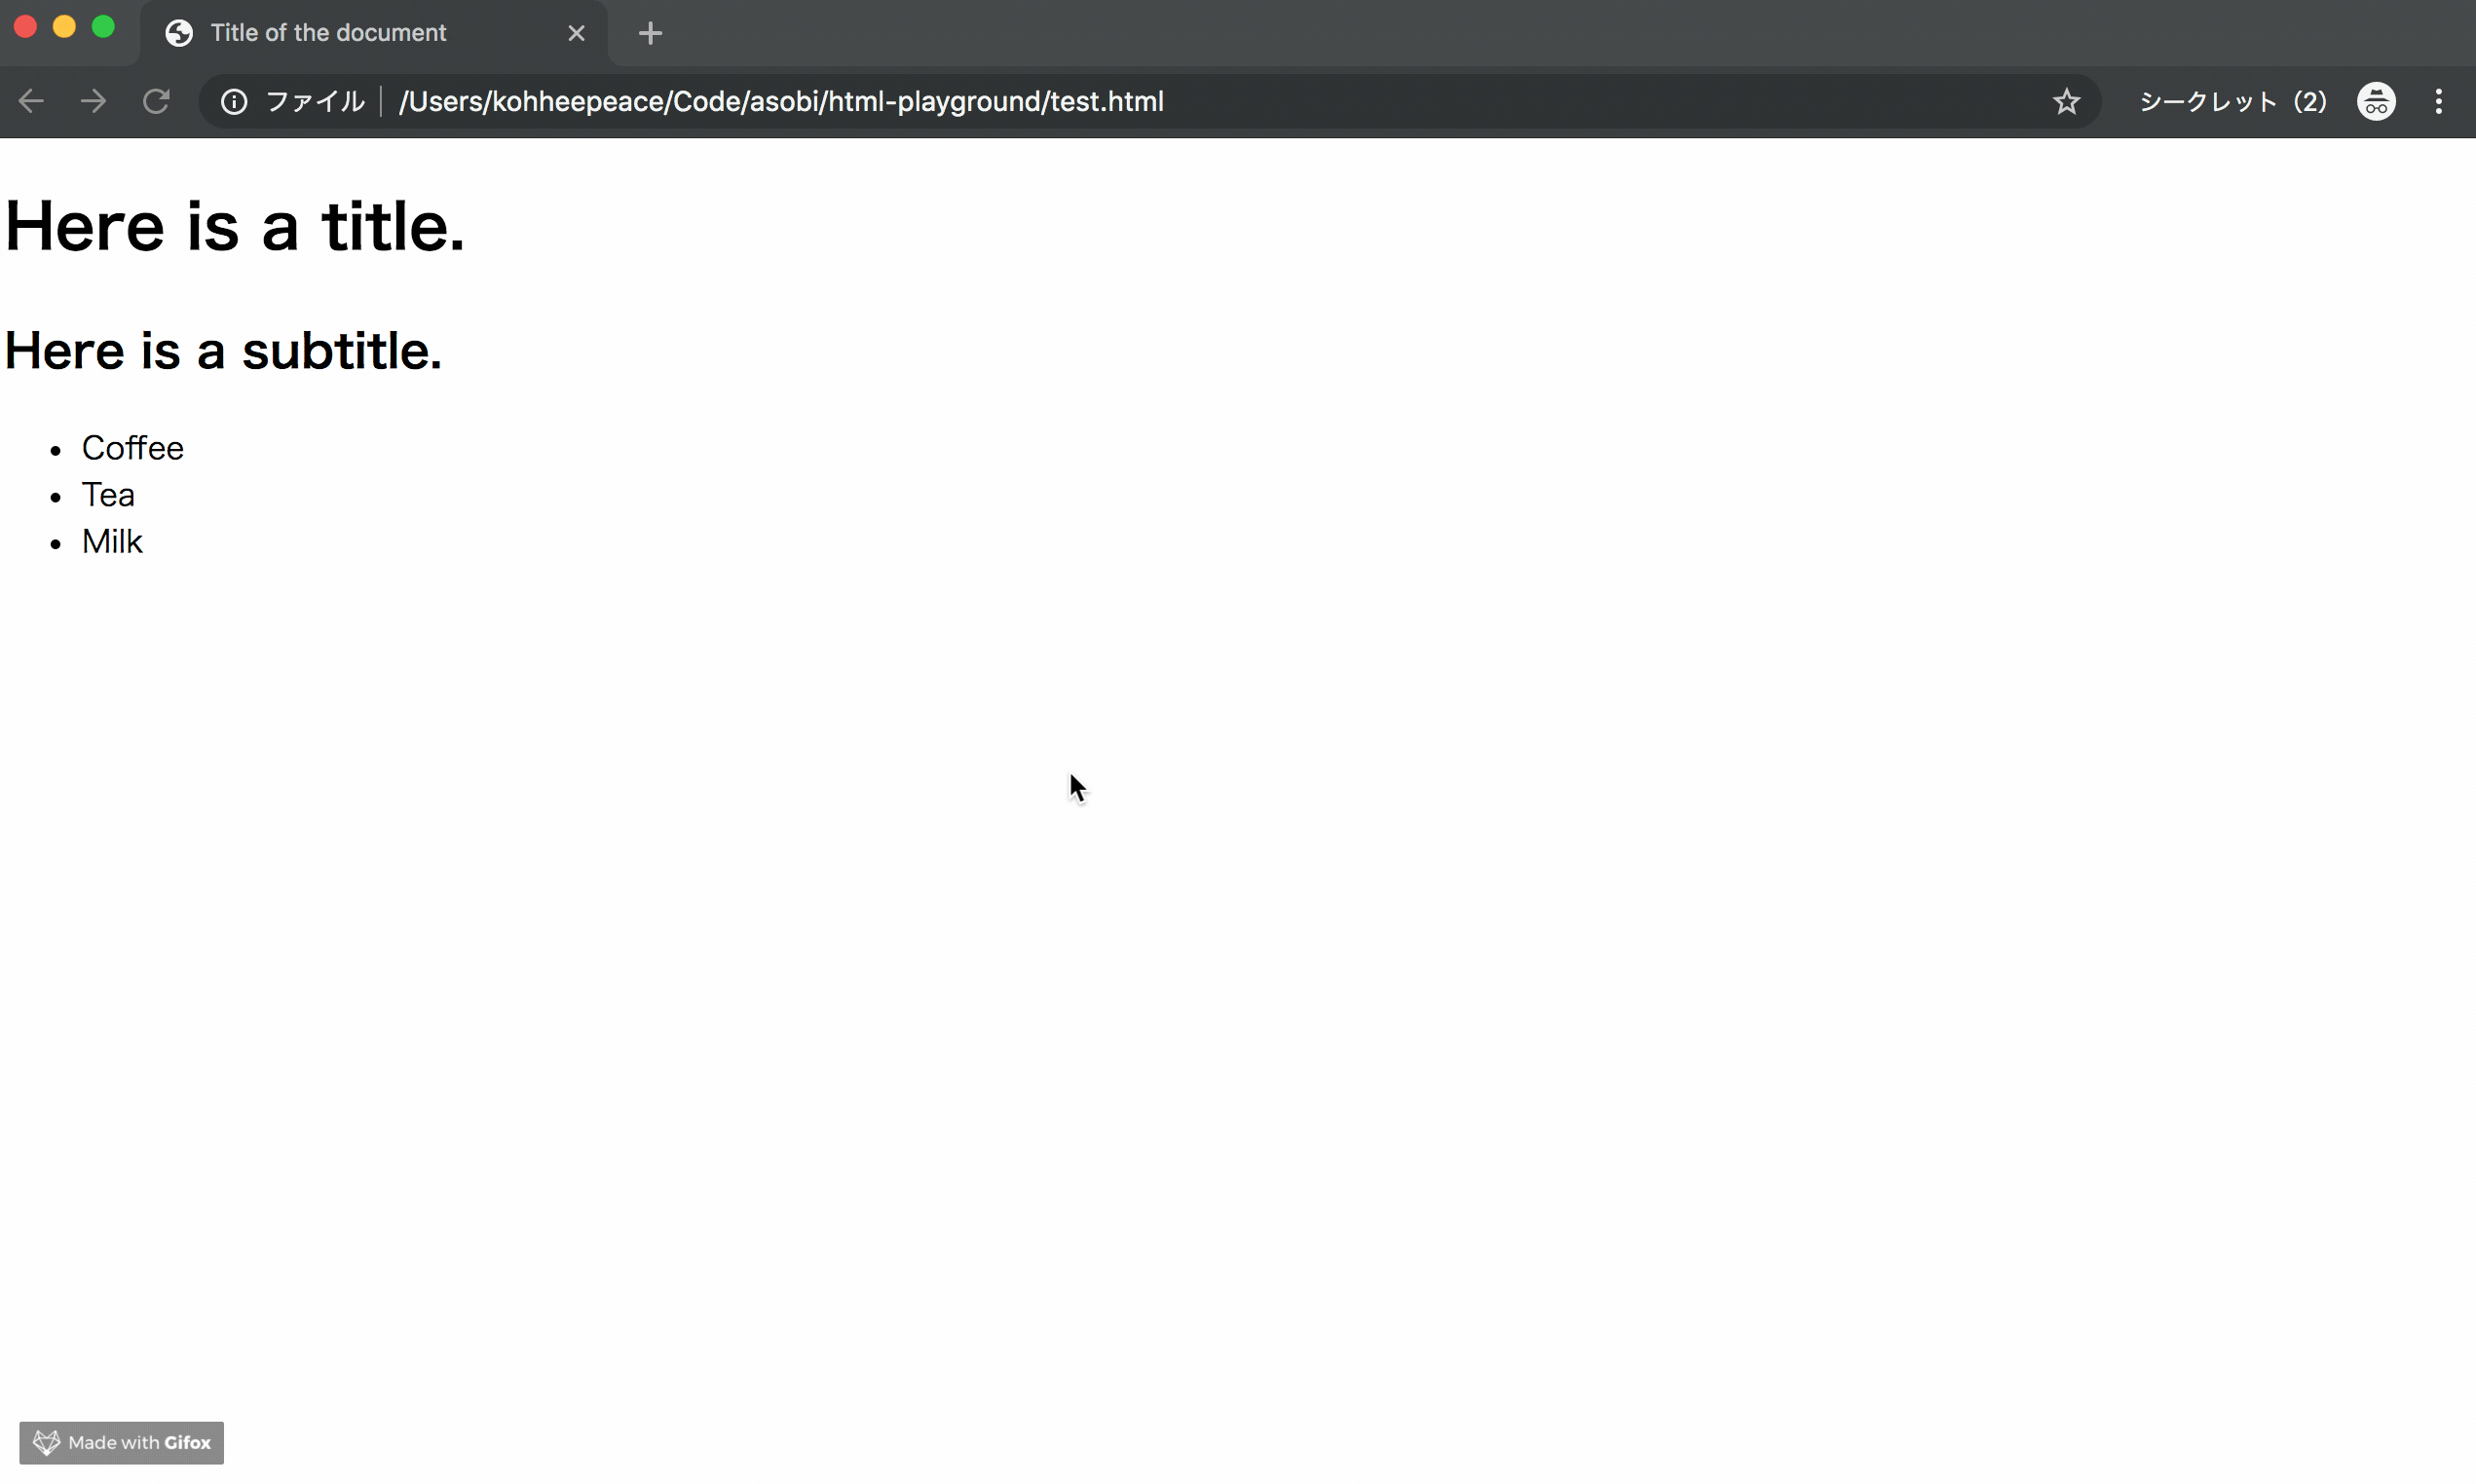 Title of the document
ファイル | /Users/kohheepeace/Code/asobi/html-playground/test.html シークレット (2)
Here is a title.
Here is a subtitle.
• Coffee
• Tea
• Milk
Made with Gifox